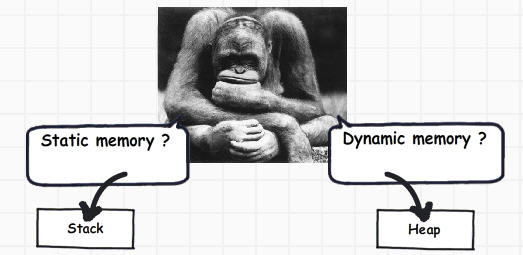 Static memory ?
Dynamic memory ?
Stack
Heap